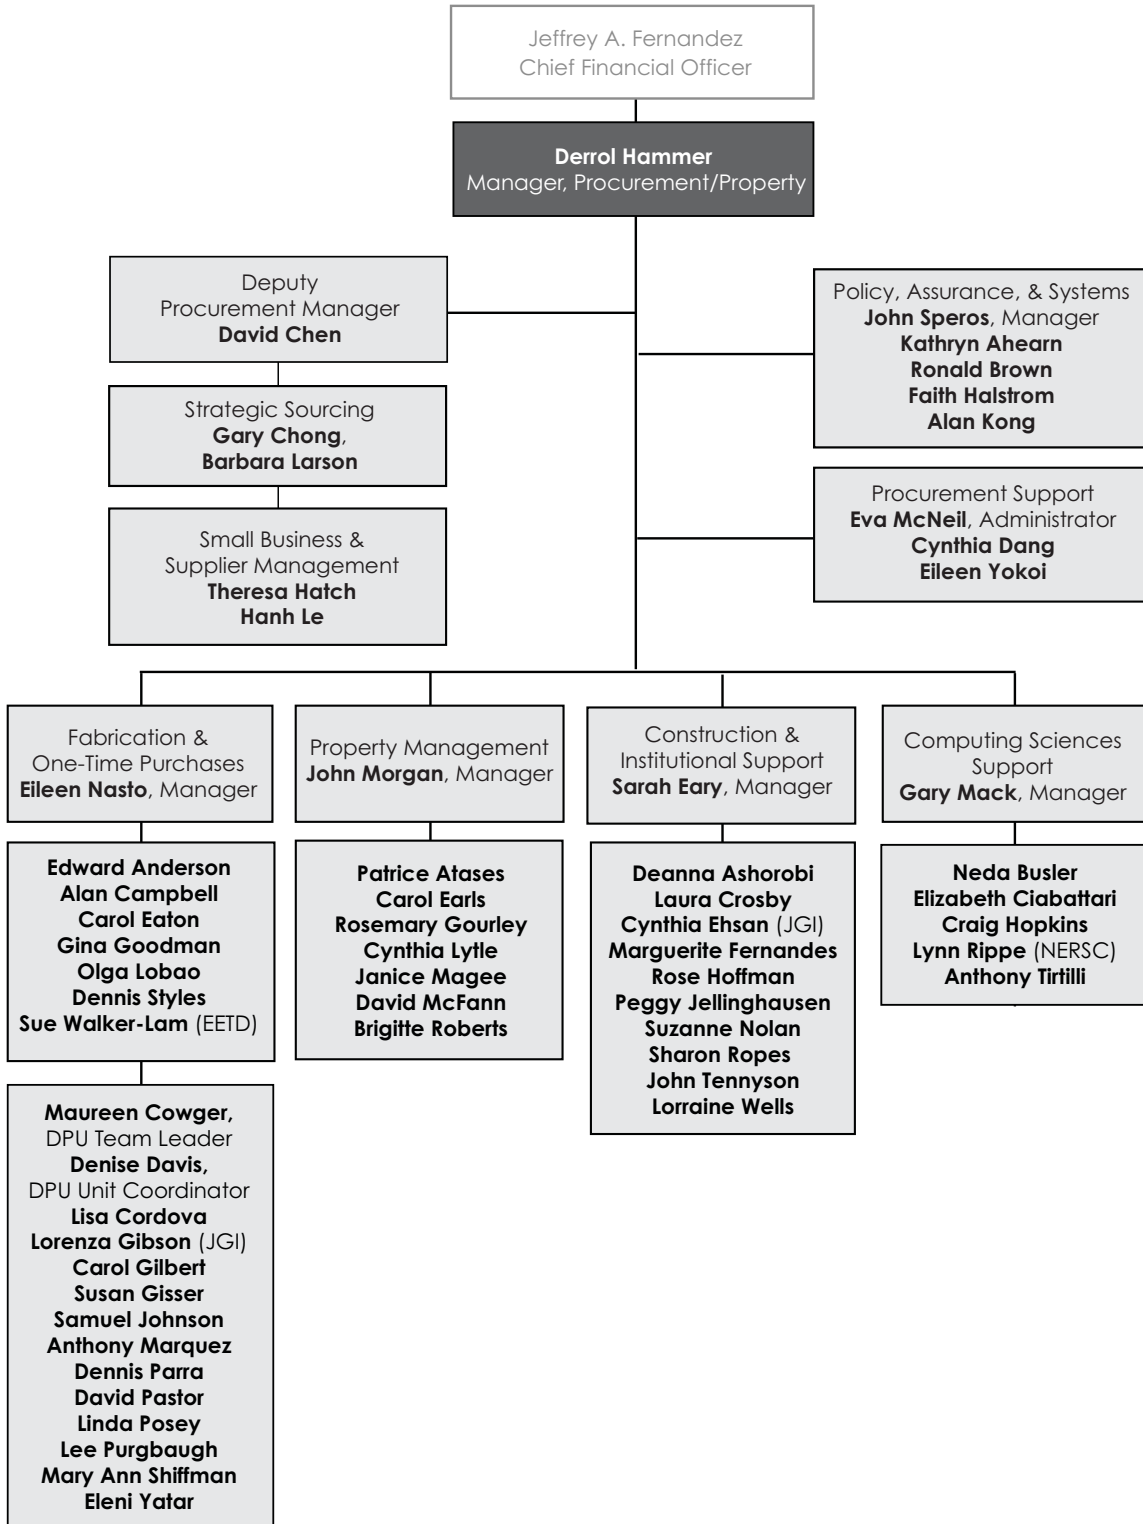 Jeffrey A. Fernandez
Chief Financial Officer
Derrol Hammer
Manager, Procurement/Property
Deputy
Procurement Manager
David Chen
Strategic Sourcing
Gary Chong,
Barbara Larson
Small Business &
Supplier Management
Theresa Hatch
Hanh Le
Policy, Assurance, & Systems
John Speros, Manager
Kathryn Ahearn
Ronald Brown
Faith Halstrom
Alan Kong
Procurement Support
Eva McNeil, Administrator
Cynthia Dang
Eileen Yokoi
Fabrication &
One-Time Purchases
Eileen Nasto, Manager
Edward Anderson
Alan Campbell
Carol Eaton
Gina Goodman
Olga Lobao
Dennis Styles
Sue Walker-Lam (EETD)
Maureen Cowger,
DPU Team Leader
Denise Davis,
DPU Unit Coordinator
Lisa Cordova
Lorenza Gibson (JGI)
Carol Gilbert
Susan Gisser
Samuel Johnson
Anthony Marquez
Dennis Parra
David Pastor
Linda Posey
Lee Purgbaugh
Mary Ann Shiffman
Eleni Yatar
Property Management
John Morgan, Manager
Patrice Atases
Carol Earls
Rosemary Gourley
Cynthia Lytle
Janice Magee
David McFann
Brigitte Roberts
Construction &
Institutional Support
Sarah Eary, Manager
Deanna Ashorobi
Laura Crosby
Cynthia Ehsan (JGI)
Marguerite Fernandes
Rose Hoffman
Peggy Jellinghausen
Suzanne Nolan
Sharon Ropes
John Tennyson
Lorraine Wells
Computing Sciences
Support
Gary Mack, Manager
Neda Busler
Elizabeth Ciabattari
Craig Hopkins
Lynn Rippe (NERSC)
Anthony Tirtilli